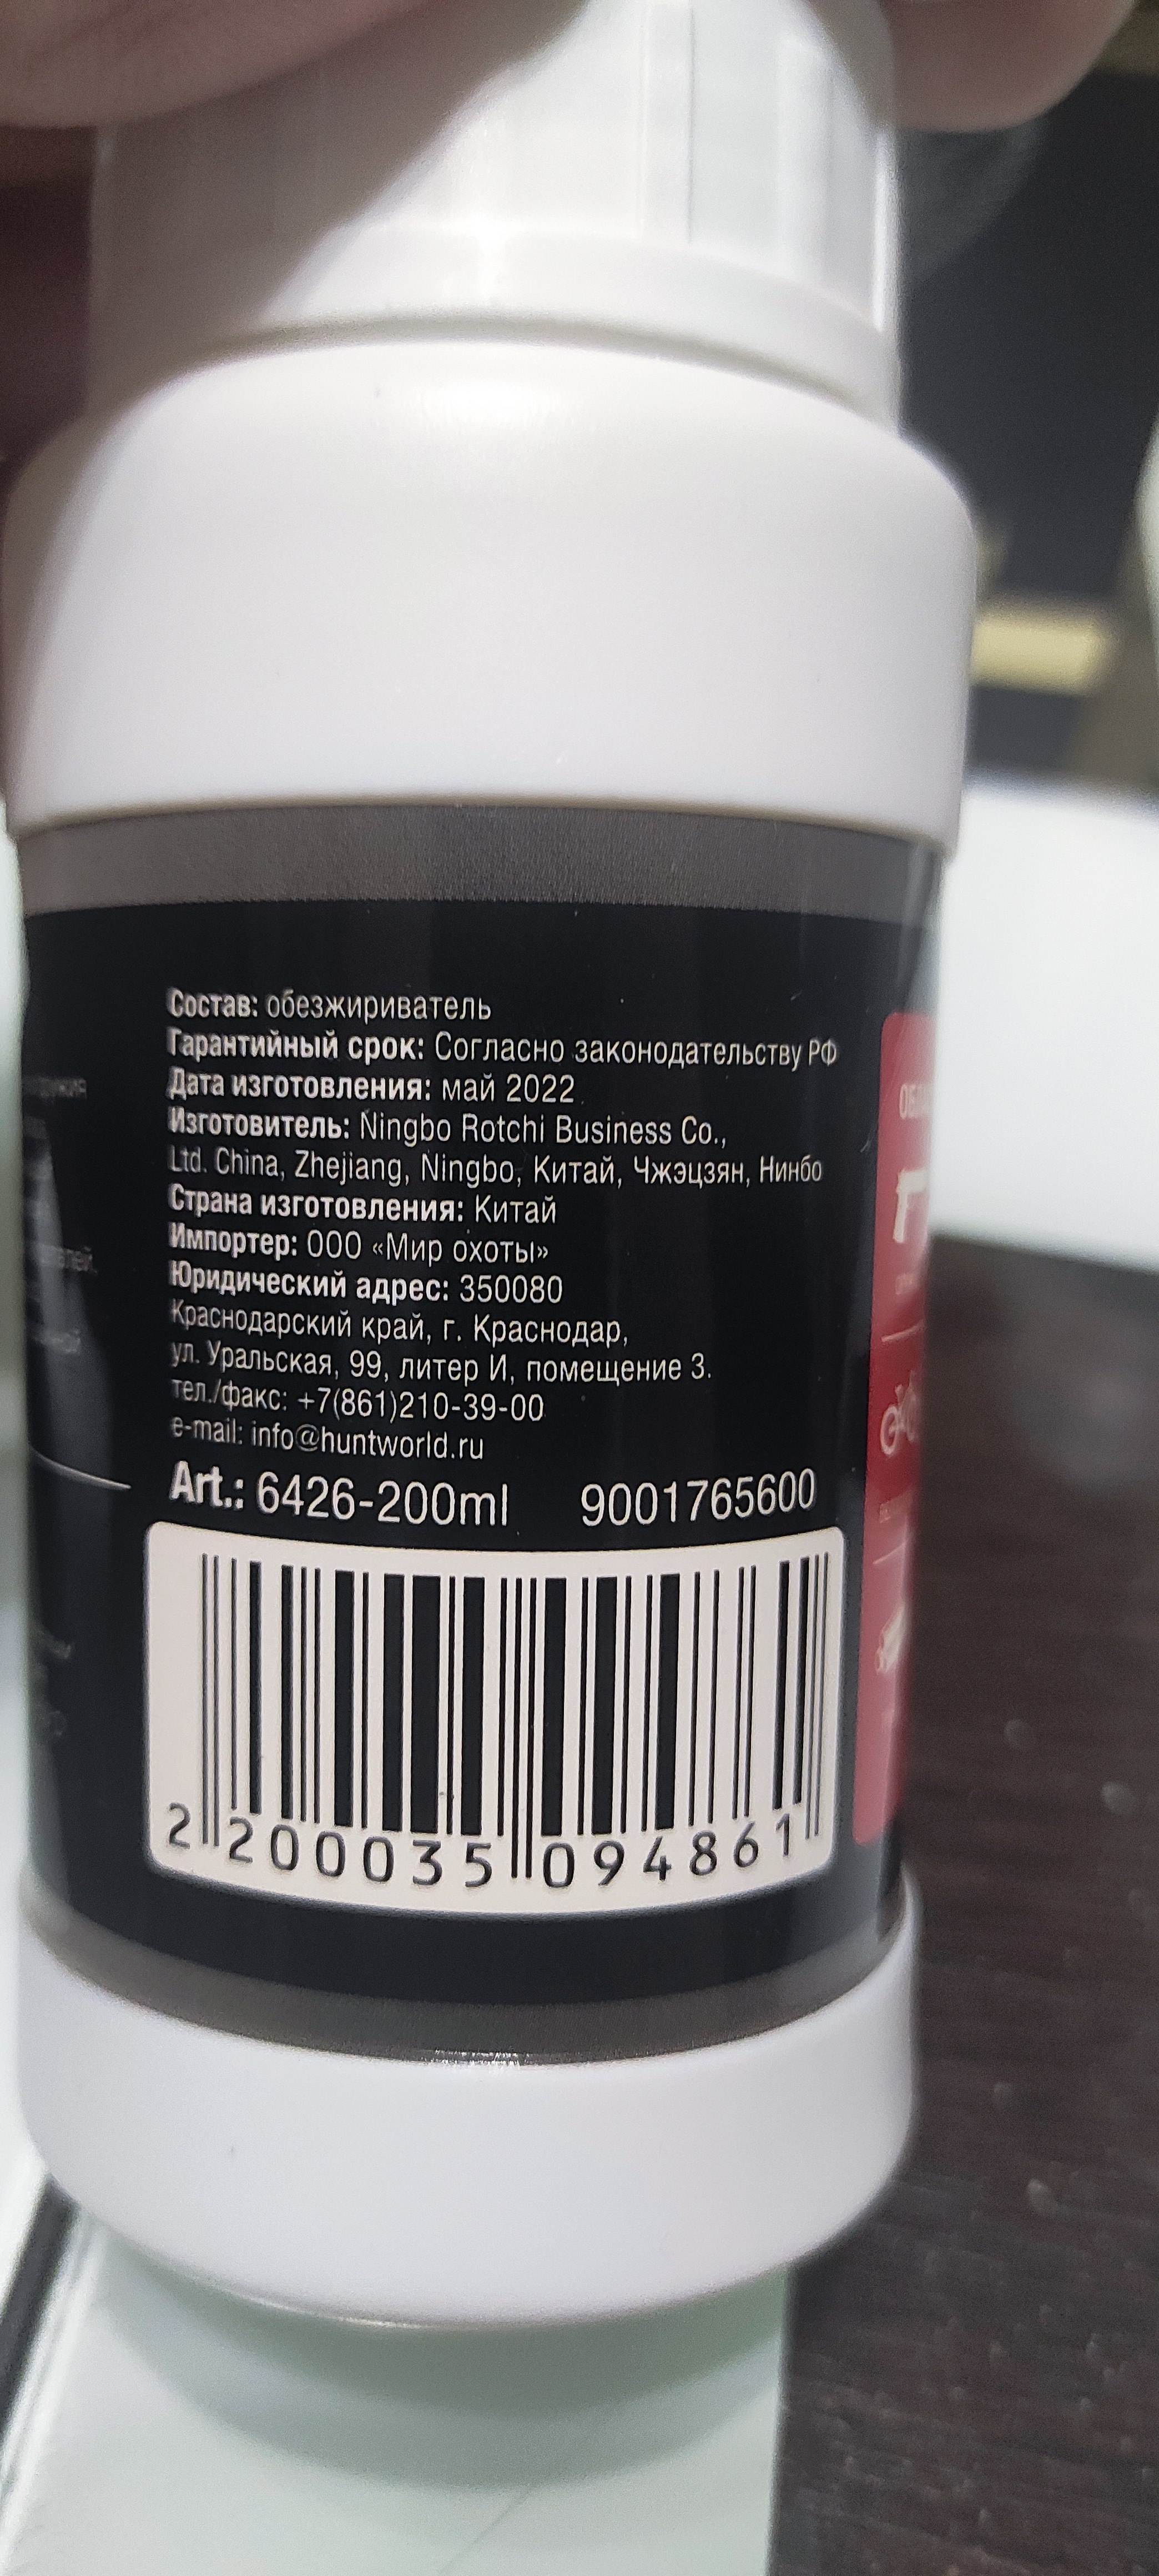 Состав: обезжириватель
Гарантийный срок: Согласно законодательству РФ
Дата изготовления: май 2022
Изготовитель: Ningbo Rotchi Business Co.,
Ltd. China, Zhejiang, Ningbo, Китай, Чжэцзян, Нинбо
Страна изготовления: Китай
Импортер: ООО «Мир охоты»
Юридический адрес: 350080
Краснодарский край, г. Краснодар,
ул. Уральская, 99, литер И, помещение 3.
тел./факс: +7(861)210-39-00
e-mail: info@huntworld.ru
Art.: 6426-200ml 9001765600
2 200035 094861